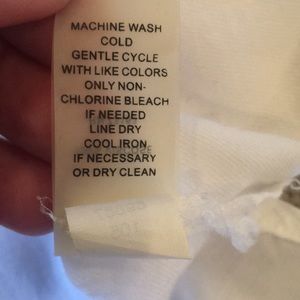 MACHINE WASH
COLD
GENTLE CYCLE
WITH LIKE COLORS
ONLY NON-
CHLORINE BLEACH
IF NEEDED
LINE DRY
COOL IRON
IF NECESSARY
OR DRY CLEAN